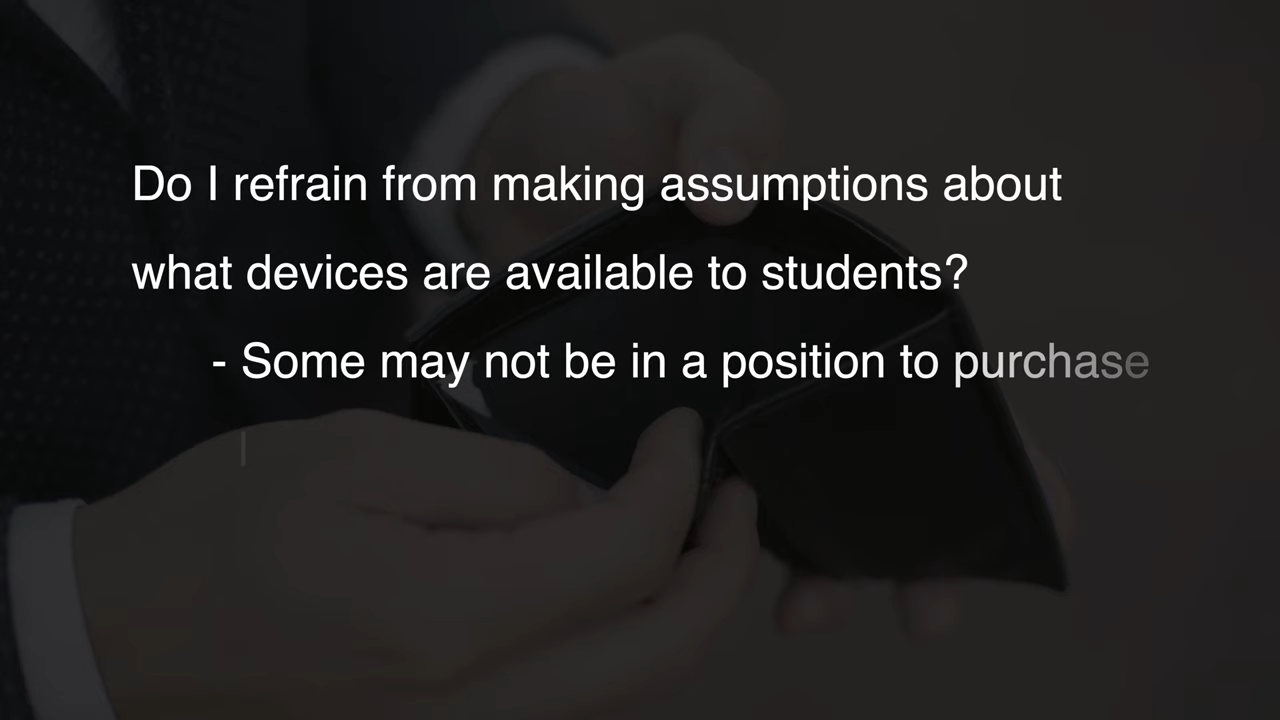 Do I refrain from making assumptions about
what devices are available to students?
- Some may not be in a position to purchase